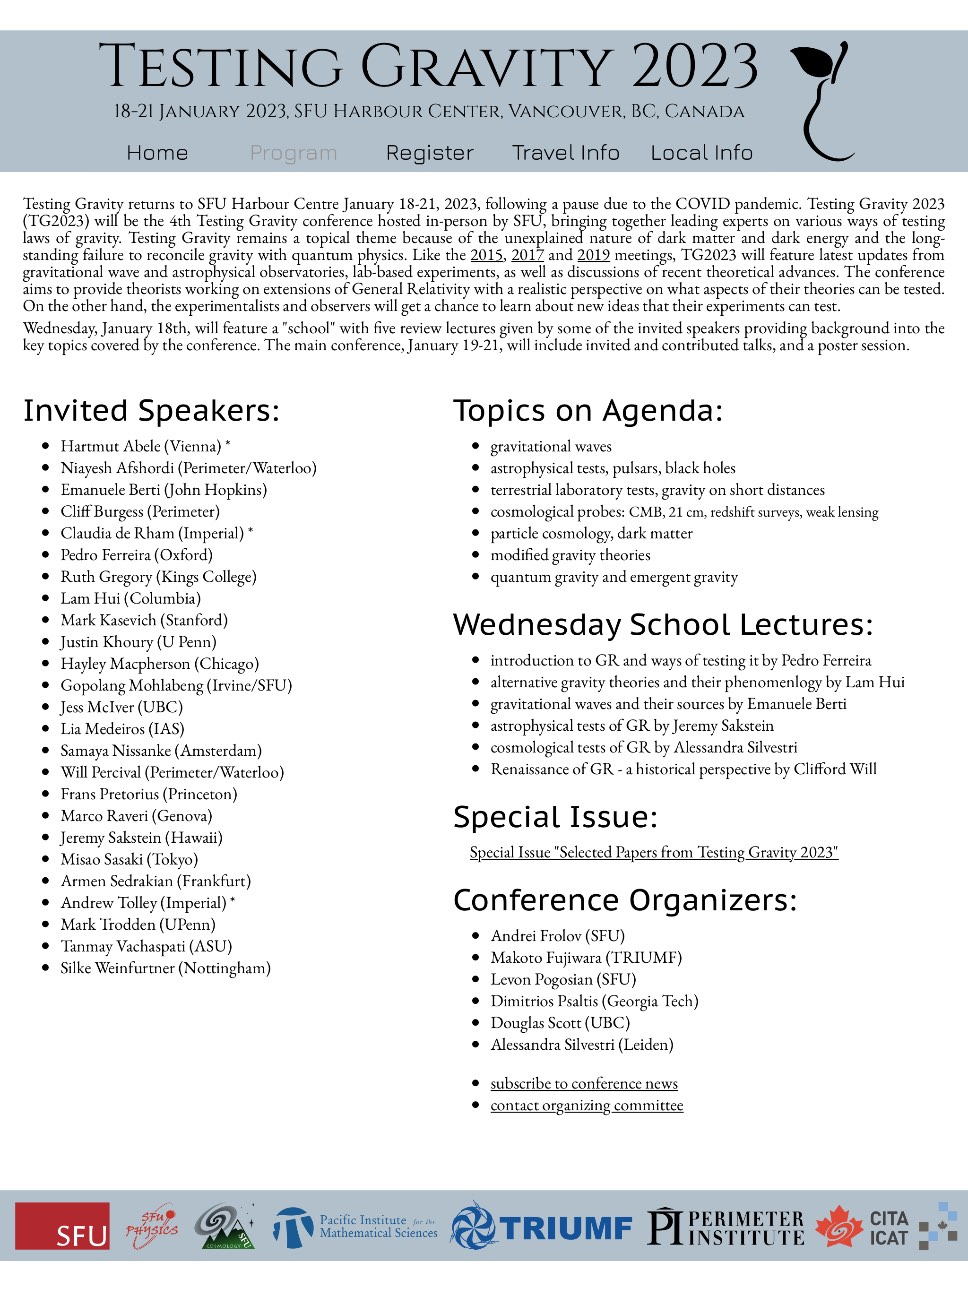 Testing Gravity 2023
18-21 January 2023, SFU Harbour Center, Vancouver, BC, Canada
Home Program Register Travel Info Local Info
Testing Gravity returns to SFU Harbour Centre January 18-21, 2023, following a pause due to the COVID pandemic. Testing Gravity 2023
(TG2023) will be the 4th Testing Gravity conference hosted in-person by SFU, bringing together leading experts on various ways of testing
laws of gravity. Testing Gravity remains a topical theme because of the unexplained nature of dark matter and dark energy and the long-
standing failure to reconcile gravity with quantum physics. Like the 2015, 2017 and 2019 meetings, TG2023 will feature latest updates from
gravitational wave and astrophysical observatories, lab-based experiments, as well as discussions of recent theoretical advances. The conference
aims to provide theorists working on extensions of General Relativity with a realistic perspective on what aspects of their theories can be tested.
On the other hand, the experimentalists and observers will get a chance to learn about new ideas that their experiments can test.
Wednesday, January 18th, will feature a "school" with five review lectures given by some of the invited speakers providing background into the
key topics covered by the conference. The main conference, January 19-21, will include invited and contributed talks, and a poster session.
Invited Speakers:
Hartmut Abele (Vienna) *
Niayesh Afshordi (Perimeter/Waterloo)
Emanuele Berti (John Hopkins)
Cliff Burgess (Perimeter)
Claudia de Rham (Imperial) *
Pedro Ferreira (Oxford)
Ruth Gregory (Kings College)
Lam Hui (Columbia)
Mark Kasevich (Stanford)
Justin Khoury (U Penn)
Hayley Macpherson (Chicago)
Gopolang Mohlabeng (Irvine/SFU)
Jess McIver (UBC)
Lia Medeiros (IAS)
Samaya Nissanke (Amsterdam)
Will Percival (Perimeter/Waterloo)
Frans Pretorius (Princeton)
Marco Raveri (Genova)
Jeremy Sakstein (Hawaii)
Misao Sasaki (Tokyo)
Armen Sedrakian (Frankfurt)
Andrew Tolley (Imperial) *
Mark Trodden (UPenn)
Tanmay Vachaspati (ASU)
Silke Weinfurtner (Nottingham)
Topics on Agenda:
gravitational waves
astrophysical tests, pulsars, black holes
terrestrial laboratory tests, gravity on short distances
cosmological probes: CMB, 21 cm, redshift surveys, weak lensing
particle cosmology, dark matter
modified gravity theories
quantum gravity and emergent gravity
Wednesday School Lectures:
introduction to GR and ways of testing it by Pedro Ferreira
alternative gravity theories and their phenomenlogy by Lam Hui
gravitational waves and their sources by Emanuele Berti
astrophysical tests of GR by Jeremy Sakstein
cosmological tests of GR by Alessandra Silvestri
Renaissance of GR - a historical perspective by Clifford Will
Special Issue:
Special Issue "Selected Papers from Testing Gravity 2023"
Conference Organizers:
Andrei Frolov (SFU)
Makoto Fujiwara (TRIUMF)
Levon Pogosian (SFU)
Dimitrios Psaltis (Georgia Tech)
Douglas Scott (UBC)
Alessandra Silvestri (Leiden)
subscribe to conference news
contact organizing committee
SFU
SFU
PHYSICS
COSMOLOGY SFU
Pacific Institute for the
Mathematical Sciences
TRIUMF
PI PERIMETER
INSTITUTE
CITA
ICAT